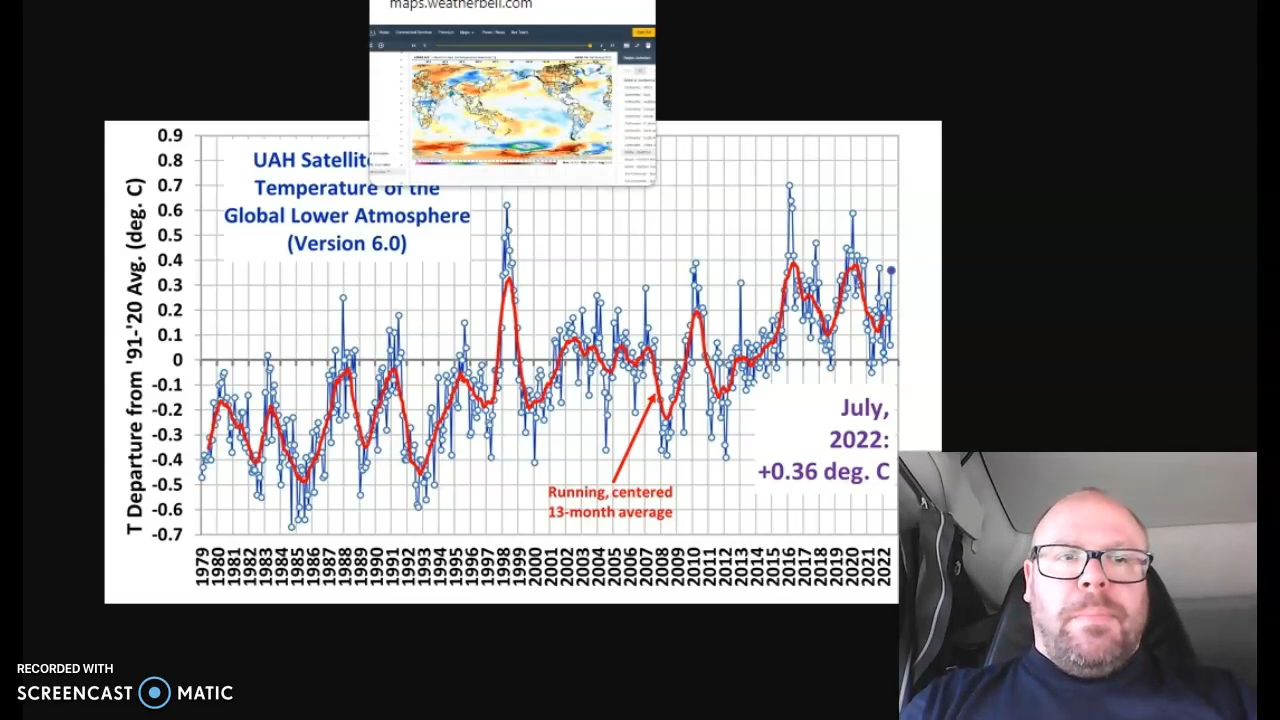 maps.weatherbell.com
0.9
0.8
0.7
0.6
0.5
0.4
0.3
0.2
0.1
0
-0.1
-0.2
-0.3
-0.4
-0.5
-0.6
-0.7
T Departure from '91-'20 Avg. (deg. C)
UAH Satellite
Temperature of the
Global Lower Atmosphere
(Version 6.0)
July,
2022:
+0.36 deg. C
Running, centered
13-month average
1979 1980 1981 1982 1983 1984 1985 1986 1987 1988 1989 1990 1991 1992 1993 1994 1995 1996 1997 1998 1999 2000 2001 2002 2003 2004 2005 2006 2007 2008 2009 2010 2011 2012 2013 2014 2015 2016 2017 2018 2019 2020 2021 2022
RECORDED WITH
SCREENCAST MATIC